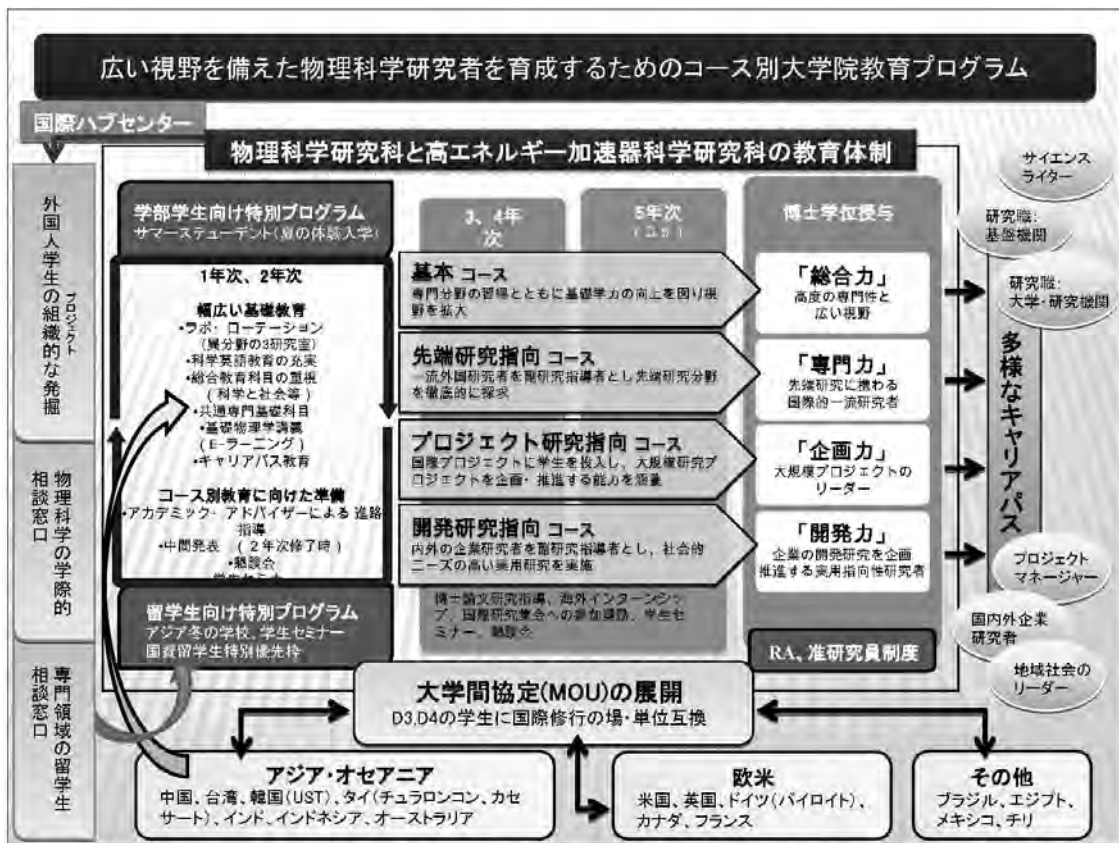 広い視野を備えた物理科学研究者を育成するためのコース別大学院教育プログラム
国際ハブセンター
外国人学生の組織的な発掘
プロジェクト
物理科学の学際的
相談窓口
専門領域の留学生
相談窓口
物理科学研究科と高エネルギー加速器科学研究科の教育体制
学部学生向け特別プログラム
サマーステューデント(夏の体験入学)
1年次、2年次
幅広い基礎教育
•ラボ・ローテーション
(異分野の3研究室)
•科学英語教育の充実
•総合教育科目の重視
(科学と社会等)
•共通専門基礎科目
•基礎物理学講義
(E-ラーニング)
•キャリアパス教育
コース別教育に向けた準備
•アカデミック・アドバイザーによる 進路
指導
•中間発表 (2年次修了時)
•懇談会
学生セミナ
留学生向け特別プログラム
アジア冬の学校、学生セミナー
国費留学生特別優先枠
3、4年
次
5年次
基本 コース
専門分野の習得とともに基礎学力の向上を図り視
野を拡大
先端研究指向 コース
一流外国研究者を副研究指導者とし先端研究分野
を徹底的に探求
プロジェクト研究指向 コース
国際プロジェクトに学生を投入し、大規模研究プ
ロジェクトを企画・推進する能力を涵養
開発研究指向 コース
内外の企業研究者を副研究指導者とし、社会的
ニーズの高い実用研究を実施
博士論文研究指導、海外インターンシッ
プ、国際研究集会への参加奨励、学生セ
ミナー、懇談会
博士学位授与
「総合力」
高度の専門性と
広い視野
「専門力」
先端研究に携わる
国際的一流研究者
「企画力」
大規模プロジェクトの
リーダー
「開発力」
企業の開発研究を企画
推進する実用指向性研究者
RA、准研究員制度
サイエンス
ライター
研究職:
基盤機関
研究職:
大学・研究機関
多様なキャリアパス
プロジェクト
マネージャー
国内外企業
研究者
地域社会の
リーダー
大学間協定(MOU)の展開
D3,D4の学生に国際修行の場・単位互換
アジア・オセアニア
中国、台湾、韓国(UST)、タイ(チュラロンコン、カセ
サート)、インド、インドネシア、オーストラリア
欧米
米国、英国、ドイツ(バイロイト)、
カナダ、フランス
その他
ブラジル、エジプト、
メキシコ、チリ